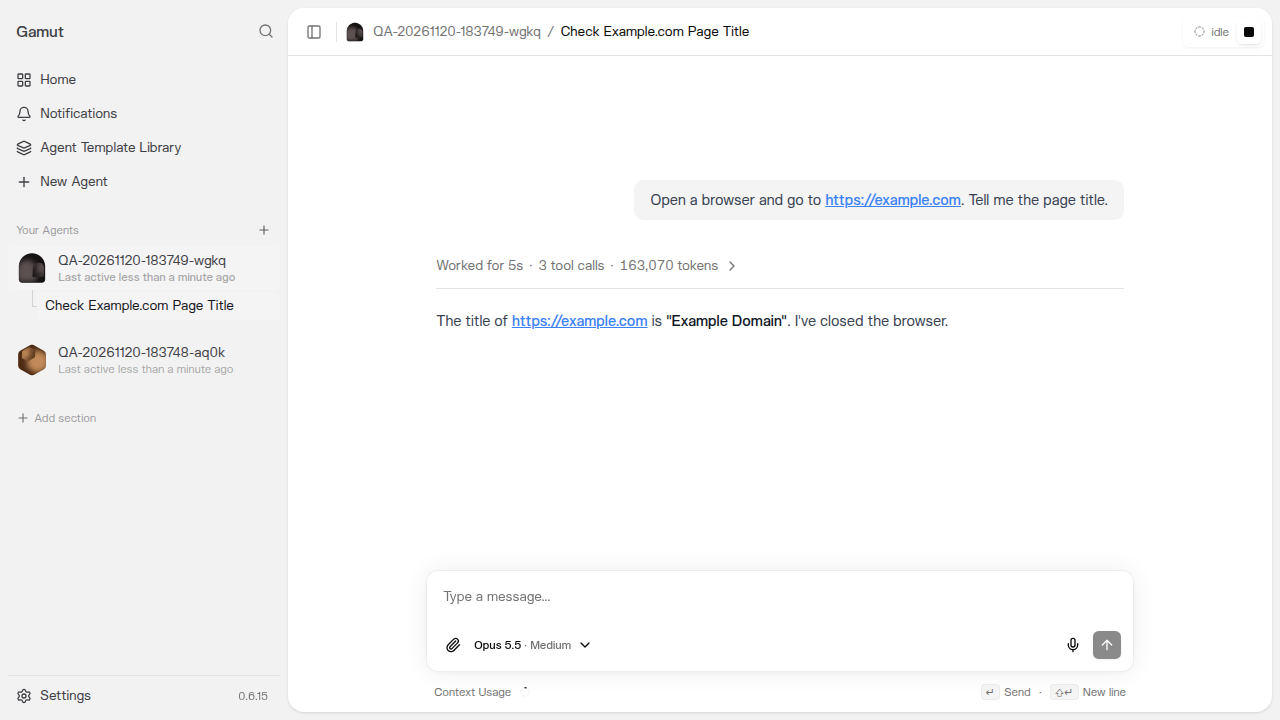 Gamut
Home
Notifications
Agent Template Library
New Agent
Your Agents
QA-20261120-183749-wgkq
Last active less than a minute ago
Check Example.com Page Title
QA-20261120-183748-aq0k
Last active less than a minute ago
Add section
Settings
0.6.15
QA-20261120-183749-wgkq / Check Example.com Page Title
idle
Open a browser and go to https://example.com. Tell me the page title.
Worked for 5s · 3 tool calls · 163,070 tokens
The title of https://example.com is "Example Domain". I've closed the browser.
Type a message...
Opus 5.5 · Medium
Context Usage
Send · New line